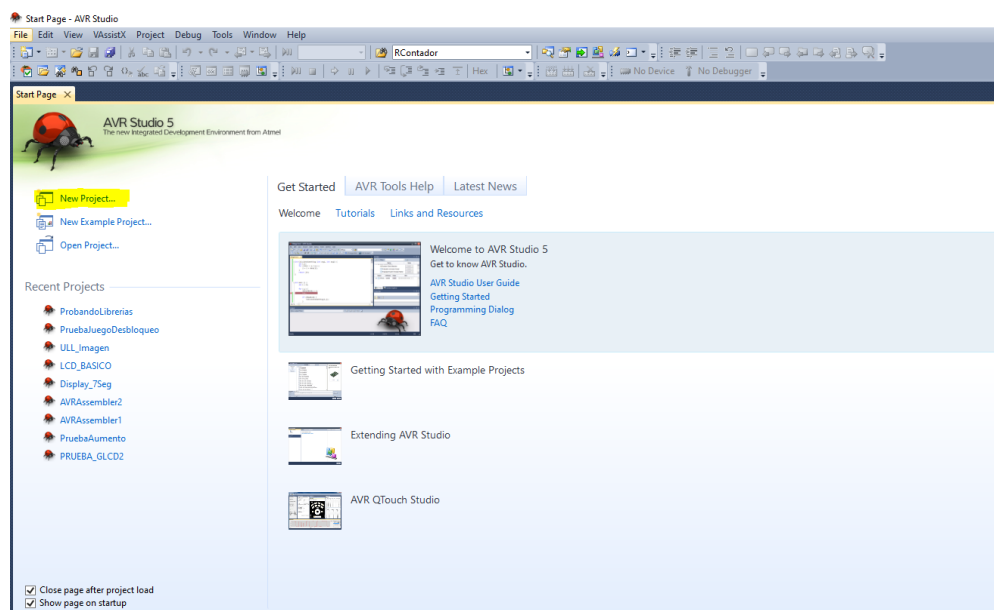 Start Page - AVR Studio
File Edit View VAssistX Project Debug Tools Window Help
RContador
Hex No Device No Debugger
Start Page
AVR Studio 5
The new Integrated Development Environment from Atmel
New Project...
New Example Project...
Open Project...
Recent Projects
ProbandoLibrerias
PruebaJuegoDesbloqueo
ULL_Imagen
LCD_BASICO
Display_7Seg
AVRAssembler2
AVRAssembler1
PruebaAumento
PRUEBA_GLCD2
Close page after project load
Show page on startup
Get Started AVR Tools Help Latest News
Welcome Tutorials Links and Resources
Welcome to AVR Studio 5
Get to know AVR Studio.
AVR Studio User Guide
Getting Started
Programming Dialog
FAQ
Getting Started with Example Projects
Extending AVR Studio
AVR QTouch Studio